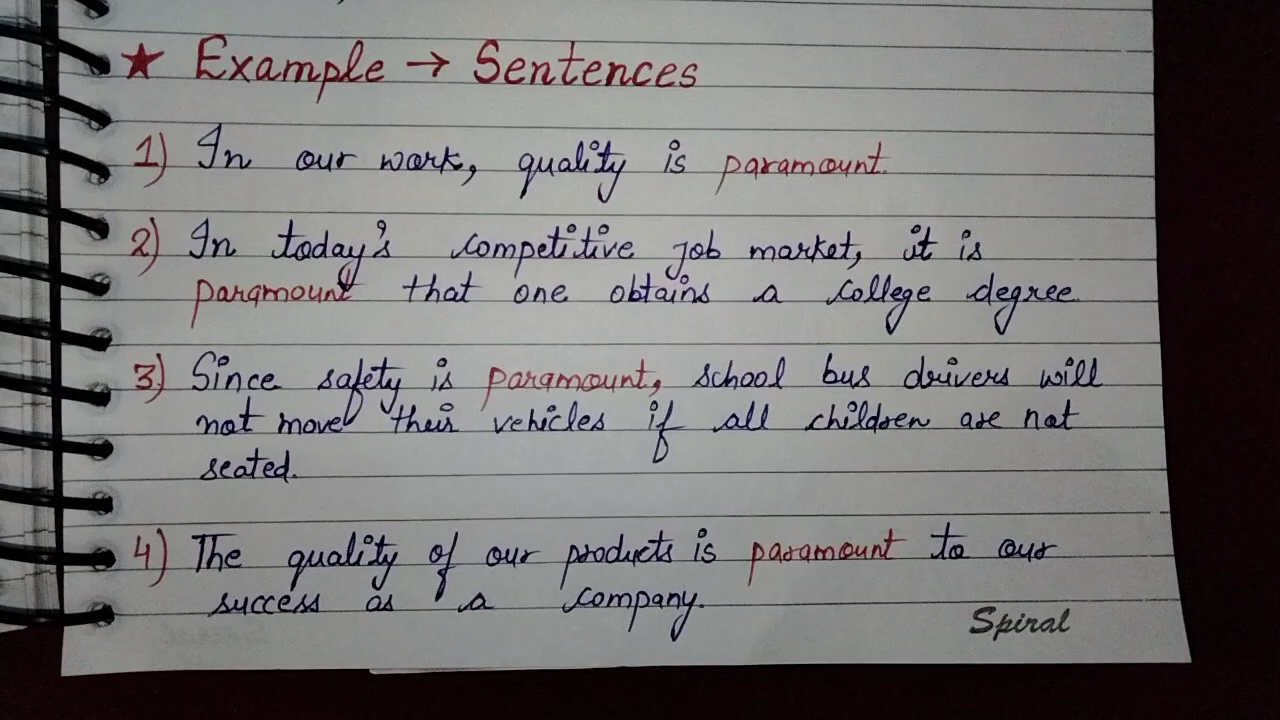 ★ Example → Sentences
1) In our work, quality is paramount.
2) In today's competitive job market, it is
paramount that one obtains a college degree.
3) Since safety is paramount, school bus drivers will
not move their vehicles if all children are not
seated.
4) The quality of our products is paramount to our
success as a company.
Spiral